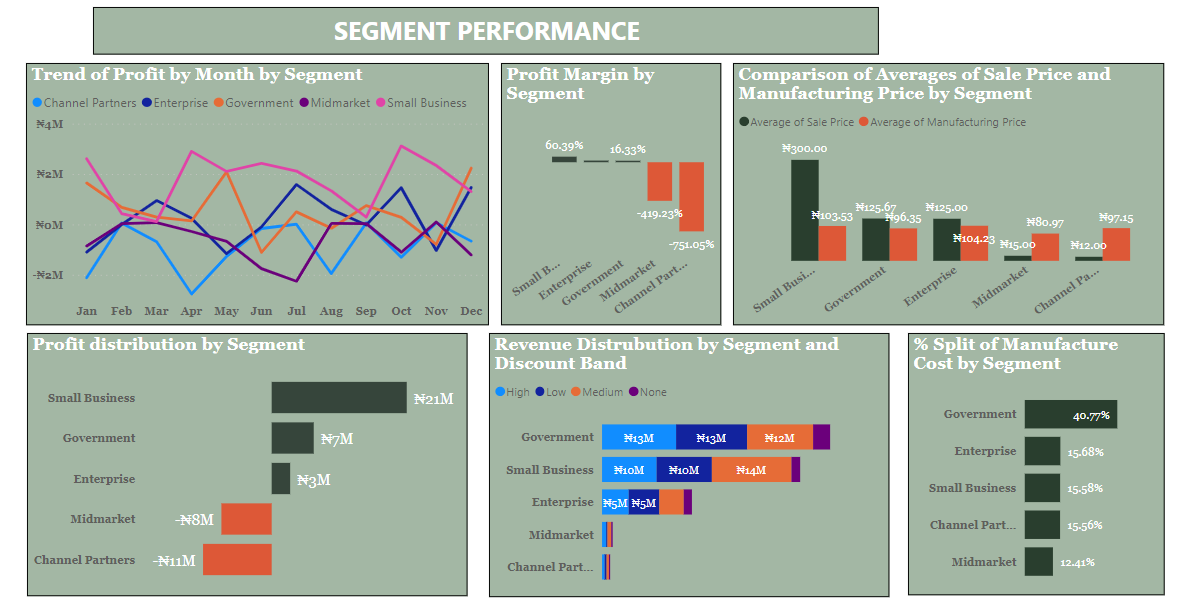 SEGMENT PERFORMANCE
Trend of Profit by Month by Segment
Channel Partners Enterprise Government Midmarket Small Business
₦4M
₦2M
₦0M
-₦2M
Jan Feb Mar Apr May Jun Jul Aug Sep Oct Nov Dec
Profit Margin by
Segment
60.39%
16.33%
-419.23%
-751.05%
Small B...
Enterprise
Government
Midmarket
Channel Part...
Comparison of Averages of Sale Price and
Manufacturing Price by Segment
Average of Sale Price Average of Manufacturing Price
₦300.00
₦103.53
₦125.67
₦96.35
₦125.00
₦104.23
₦15.00
₦80.97
₦12.00
₦97.15
Small Busi...
Government
Enterprise
Midmarket
Channel Pa...
Profit distribution by Segment
Small Business ₦21M
Government ₦7M
Enterprise ₦3M
Midmarket -₦8M
Channel Partners -₦11M
Revenue Distrubution by Segment and
Discount Band
High Low Medium None
Government ₦13M ₦13M ₦12M
Small Business ₦10M ₦10M ₦14M
Enterprise ₦5M ₦5M
Midmarket
Channel Part...
% Split of Manufacture
Cost by Segment
Government 40.77%
Enterprise 15.68%
Small Business 15.58%
Channel Part... 15.56%
Midmarket 12.41%